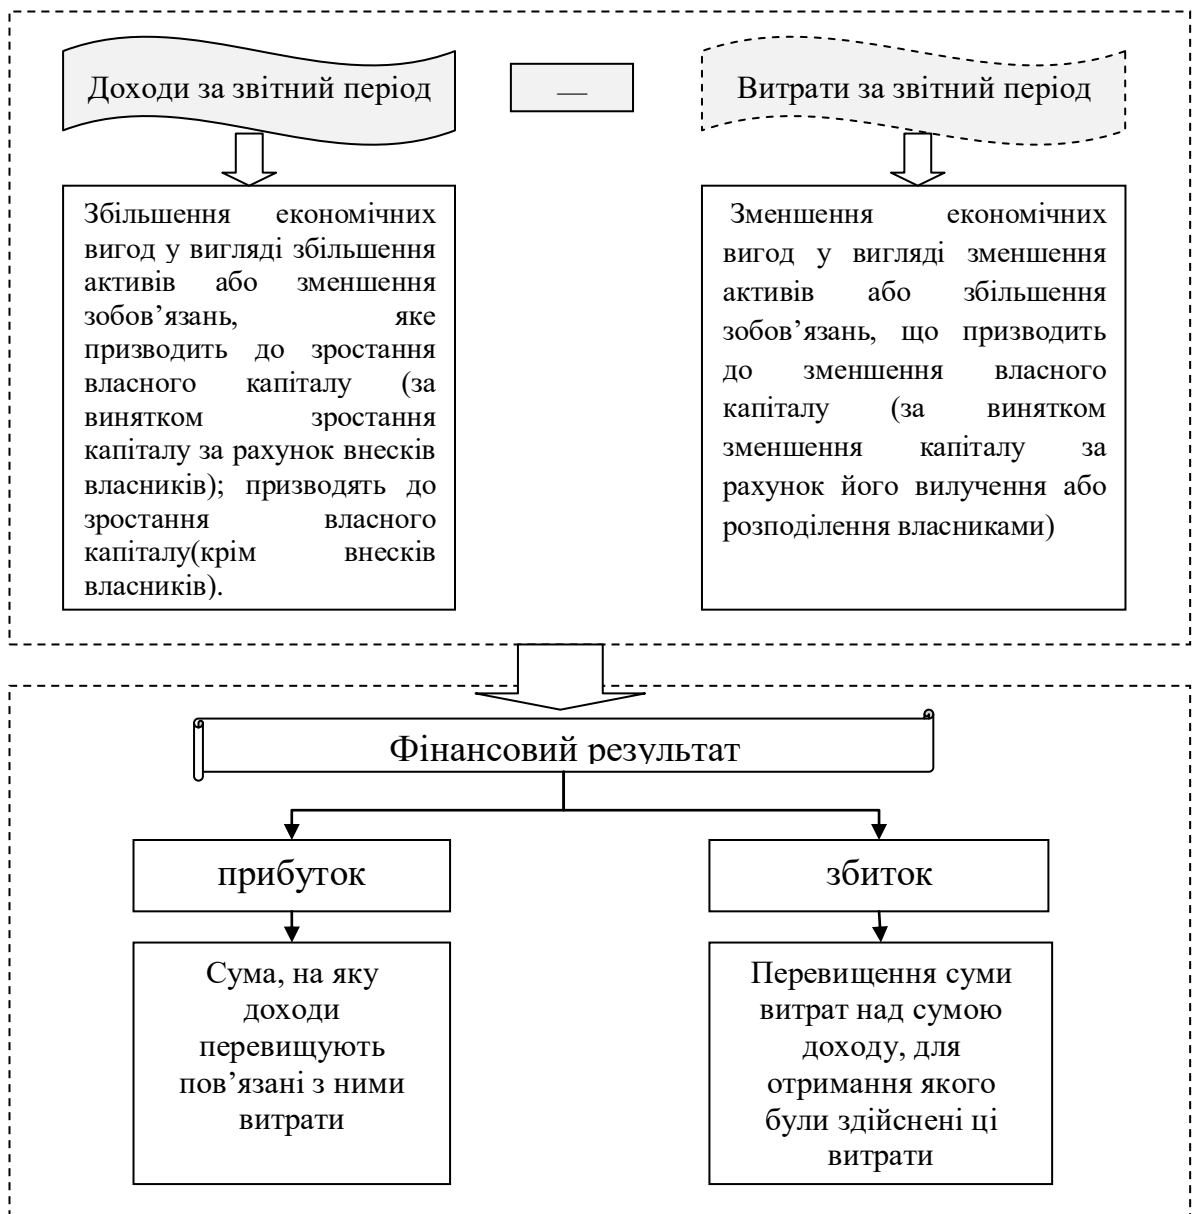 Доходи за звітний період
—
Витрати за звітний період
Збільшення економічних
вигод у вигляді збільшення
активів або зменшення
зобов’язань, яке
призводить до зростання
власного капіталу (за
винятком зростання
капіталу за рахунок внесків
власників); призводять до
зростання власного
капіталу(крім внесків
власників).
Зменшення економічних
вигод у вигляді зменшення
активів або збільшення
зобов’язань, що призводить
до зменшення власного
капіталу (за винятком
зменшення капіталу за
рахунок його вилучення або
розподілення власниками)
Фінансовий результат
прибуток
збиток
Сума, на яку
доходи
перевищують
пов’язані з ними
витрати
Перевищення суми
витрат над сумою
доходу, для
отримання якого
були здійснені ці
витрати